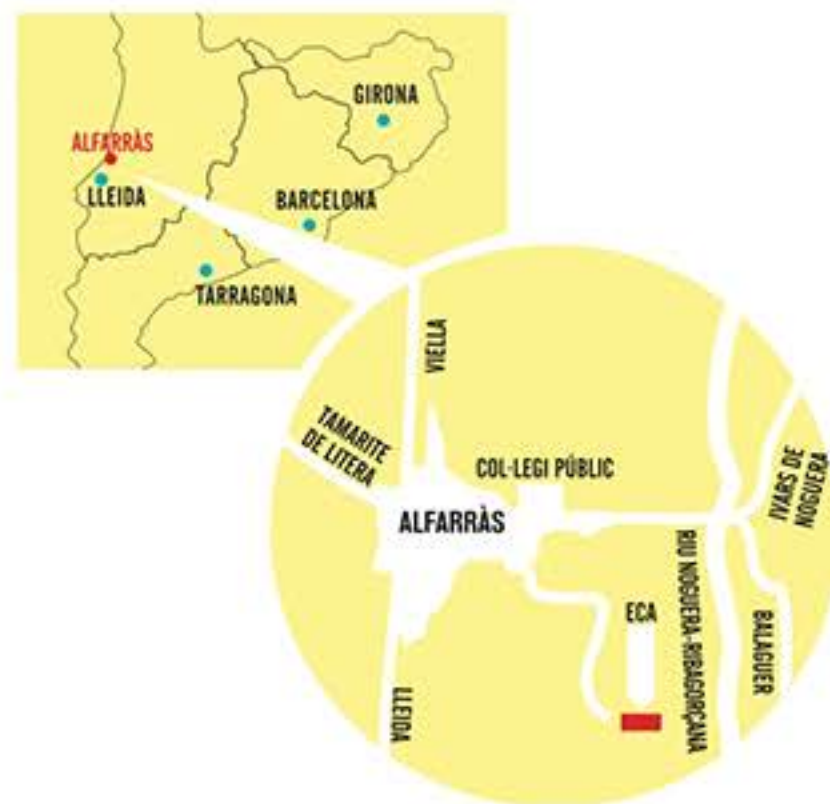 GIRONA
ALFARRÀS
LLEIDA
BARCELONA
TARRAGONA
VIELLA
TAMARITE
DE LITERA
COL·LEGI PÚBLIC
IVARS DE
NOGUERA
ALFARRÀS
RIU NOGUERA-RIBAGORÇANA
ECA
BALAGUER
LLEIDA